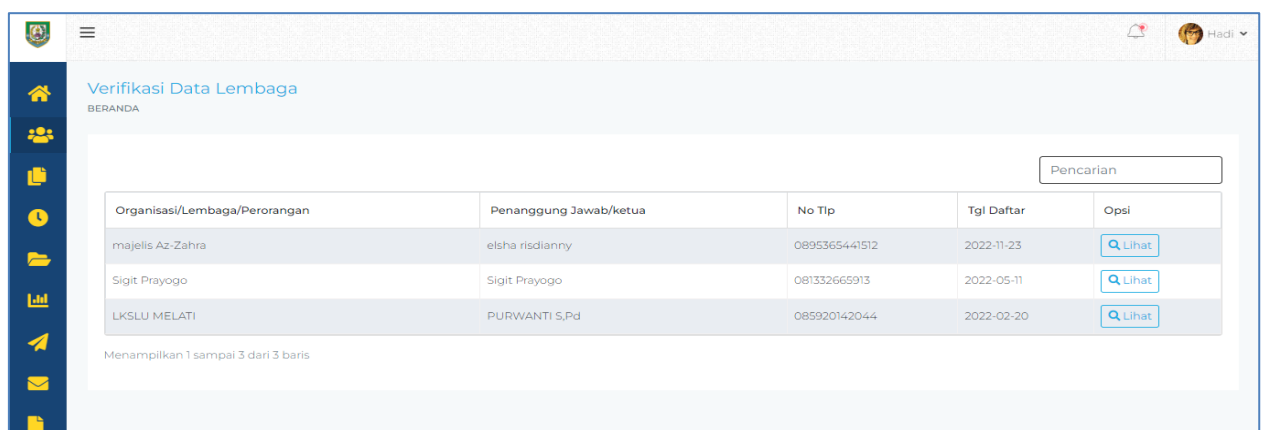 Hadi
Verifikasi Data Lembaga
BERANDA
Pencarian
Organisasi/Lembaga/Perorangan Penanggung Jawab/ketua No Tlp Tgl Daftar Opsi
majelis Az-Zahra elsha risdianny 0895365441512 2022-11-23 Lihat
Sigit Prayogo Sigit Prayogo 081332665913 2022-05-11 Lihat
LKSLU MELATI PURWANTI S,Pd 085920142044 2022-02-20 Lihat
Menampilkan 1 sampai 3 dari 3 baris